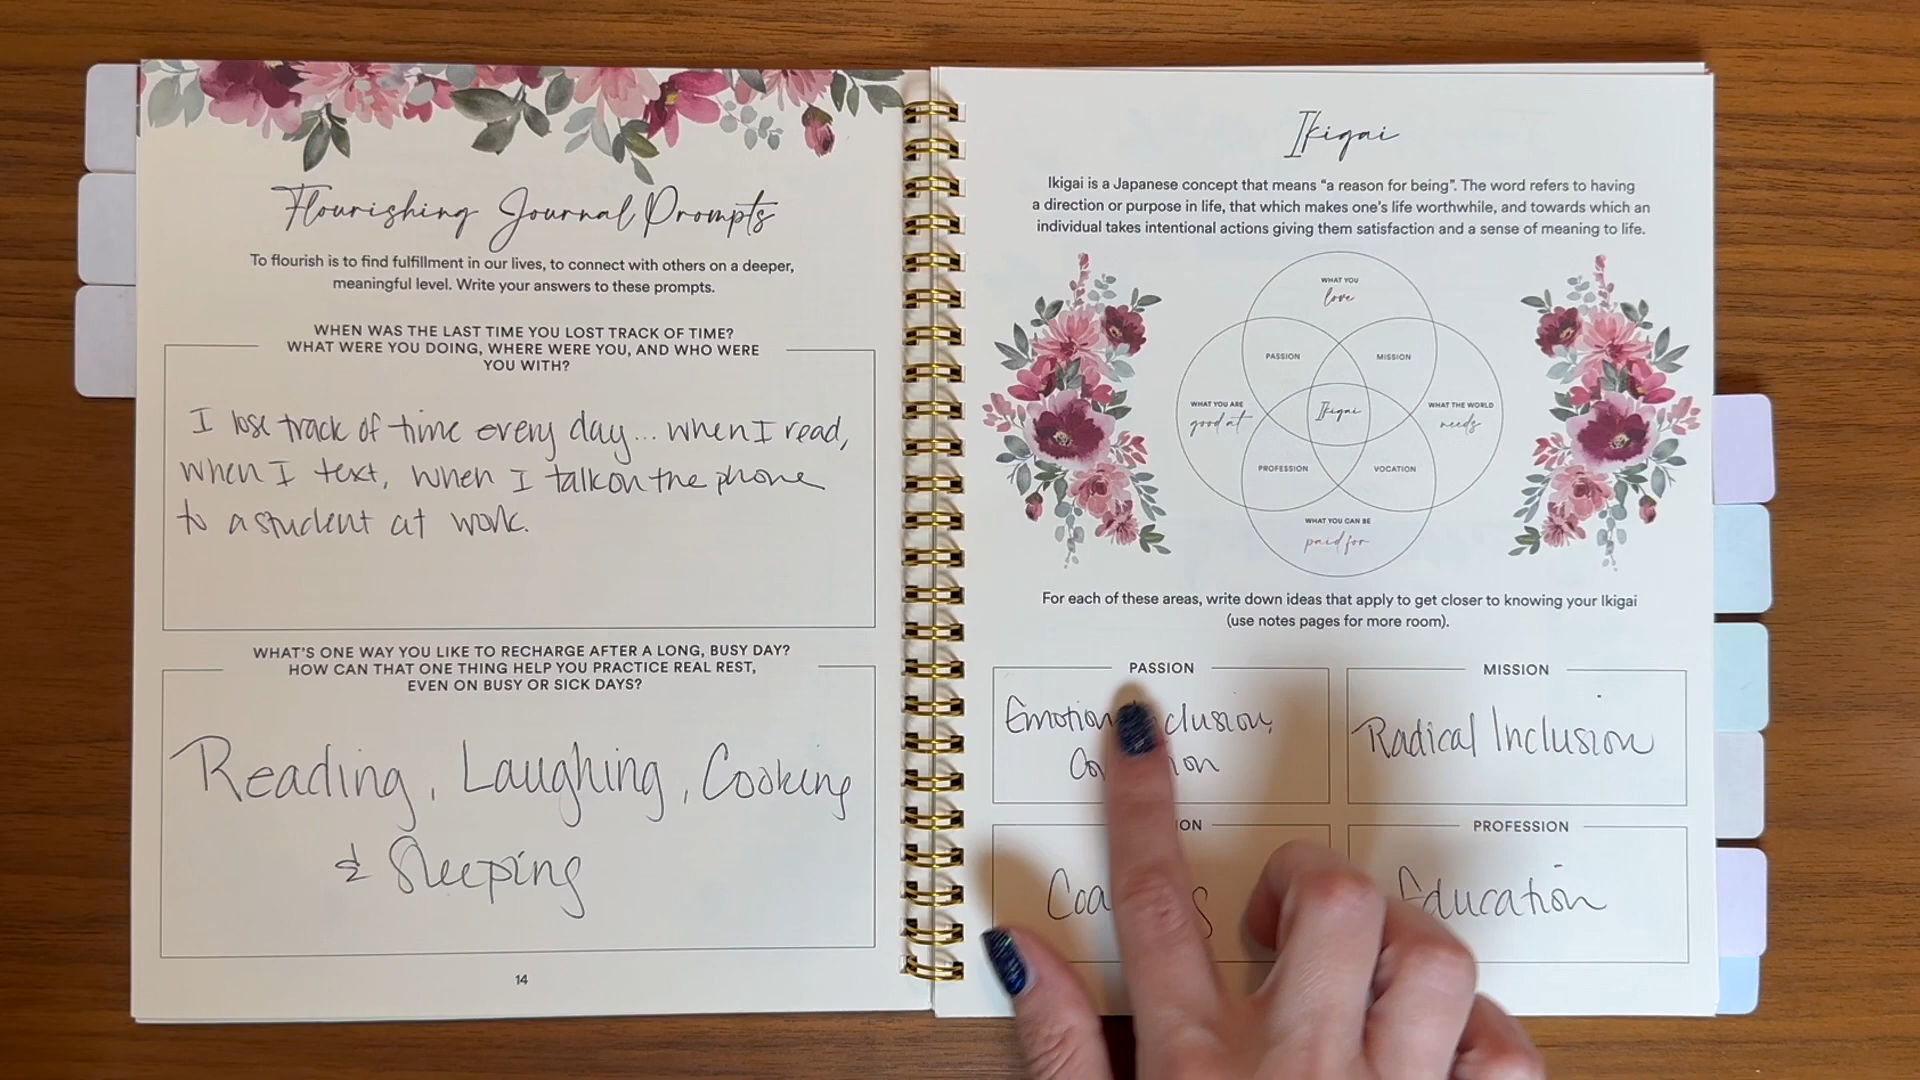 Flourishing Journal Prompts
To flourish is to find fulfillment in our lives, to connect with others on a deeper,
meaningful level. Write your answers to these prompts.
WHEN WAS THE LAST TIME YOU LOST TRACK OF TIME?
WHAT WERE YOU DOING, WHERE WERE YOU, AND WHO WERE
YOU WITH?
I lose track of time every day... when I read,
when I text, when I talk on the phone
to a student at work.
WHAT'S ONE WAY YOU LIKE TO RECHARGE AFTER A LONG, BUSY DAY?
HOW CAN THAT ONE THING HELP YOU PRACTICE REAL REST,
EVEN ON BUSY OR SICK DAYS?
Reading, Laughing, Cooking
& Sleeping
14
Ikigai
Ikigai is a Japanese concept that means “a reason for being”. The word refers to having
a direction or purpose in life, that which makes one's life worthwhile, and towards which an
individual takes intentional actions giving them satisfaction and a sense of meaning to life.
WHAT YOU
love
PASSION
MISSION
WHAT YOU ARE
good at
Ikigai
WHAT THE WORLD
needs
PROFESSION
VOCATION
WHAT YOU CAN BE
paid for
For each of these areas, write down ideas that apply to get closer to knowing your Ikigai
(use notes pages for more room).
PASSION
Emotion
MISSION
Radical Inclusion
PROFESSION
Education